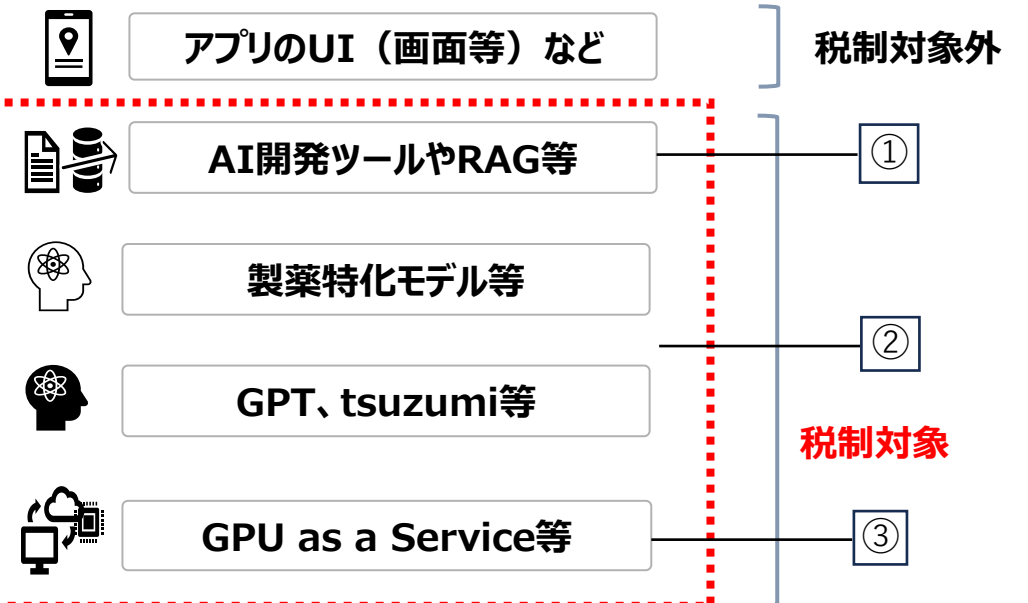 アプリのUI（画面等）など
税制対象外
AI開発ツールやRAG等
①
製薬特化モデル等
②
GPT、tsuzumi等
税制対象
GPU as a Service等
③